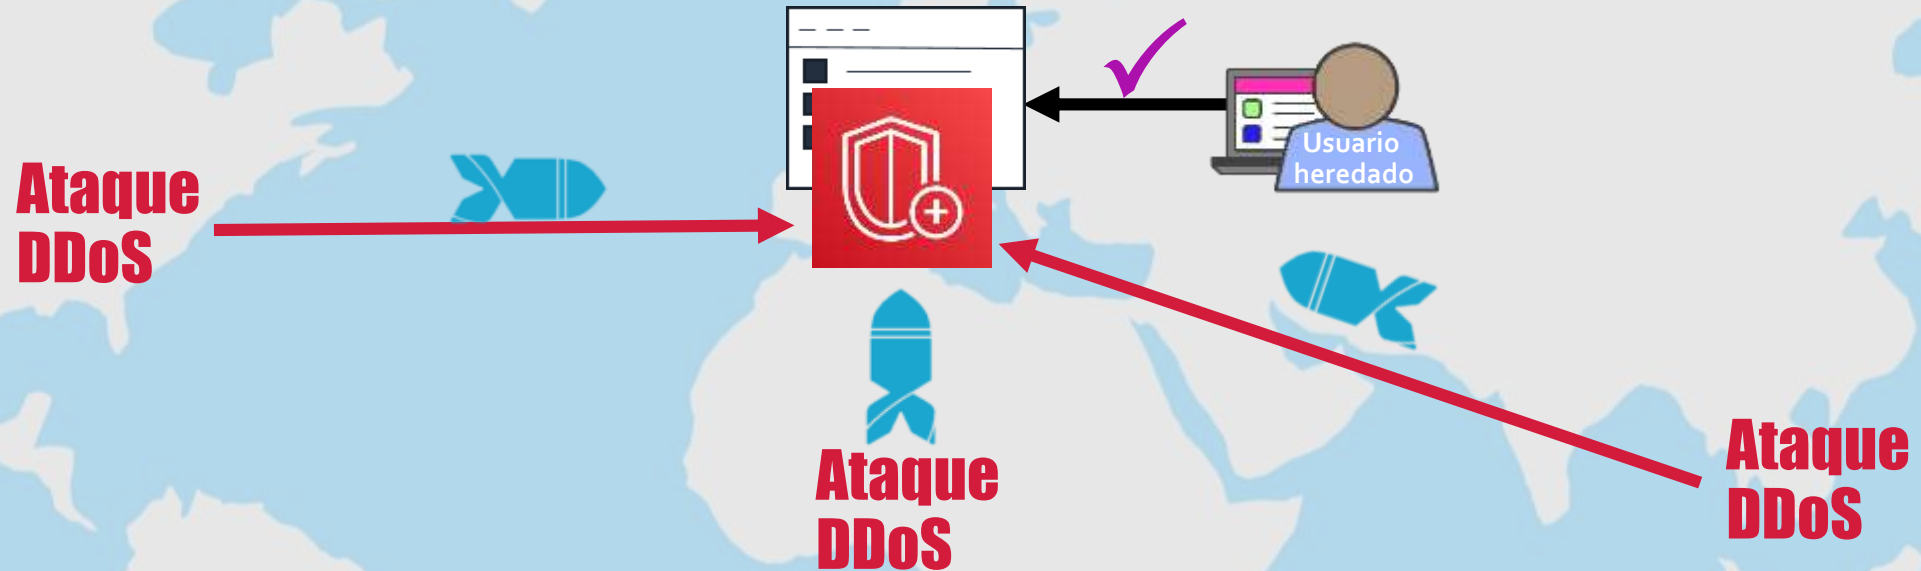 Usuario
heredado
Ataque
DDoS
Ataque
DDoS
Ataque
DDoS